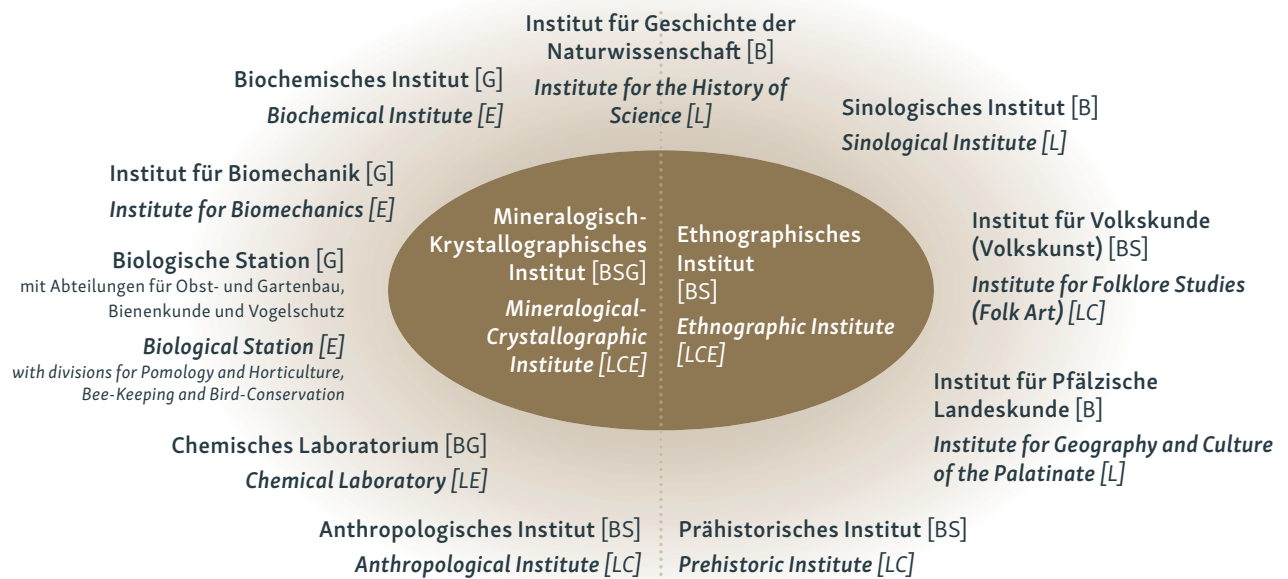 Institut für Geschichte der
Naturwissenschaft [B]
Institute for the History of
Science [L]
Biochemisches Institut [G]
Biochemical Institute [E]
Sinologisches Institut [B]
Sinological Institute [L]
Institut für Biomechanik [G]
Institute for Biomechanics [E]
Mineralogisch-
Krystallographisches
Institut [BSG]
Mineralogical-
Crystallographic
Institute [LCE]
Ethnographisches
Institut
[BS]
Ethnographic Institute
[LCE]
Institut für Volkskunde
(Volkskunst) [BS]
Institute for Folklore Studies
(Folk Art) [LC]
Biologische Station [G]
mit Abteilungen für Obst- und Gartenbau,
Bienenkunde und Vogelschutz
Biological Station [E]
with divisions for Pomology and Horticulture,
Bee-Keeping and Bird-Conservation
Institut für Pfälzische
Landeskunde [B]
Institute for Geography and Culture
of the Palatinate [L]
Chemisches Laboratorium [BG]
Chemical Laboratory [LE]
Anthropologisches Institut [BS]
Anthropological Institute [LC]
Prähistorisches Institut [BS]
Prehistoric Institute [LC]